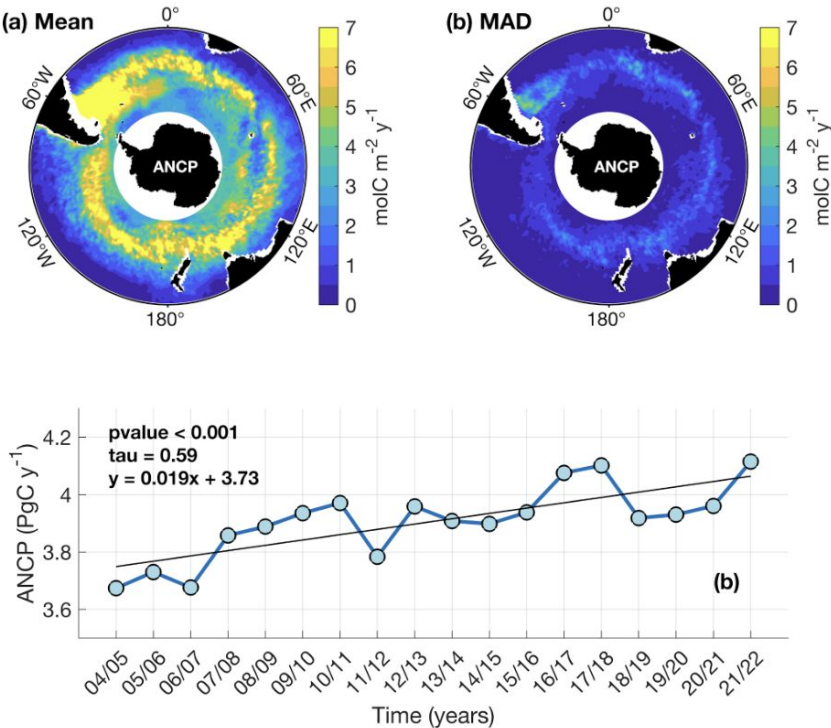 (a) Mean
0°
60°W
60°E
ANCP
120°W
120°E
180°
7
6
5
4
3
2
1
0
molC m⁻² y⁻¹
(b) MAD
0°
60°W
60°E
ANCP
120°W
120°E
180°
7
6
5
4
3
2
1
0
molC m⁻² y⁻¹
pvalue < 0.001
tau = 0.59
y = 0.019x + 3.73
4.2
4
3.8
3.6
ANCP (PgC y⁻¹)
(b)
04/05 05/06 06/07 07/08 08/09 09/10 10/11 11/12 12/13 13/14 14/15 15/16 16/17 17/18 18/19 19/20 20/21 21/22
Time (years)